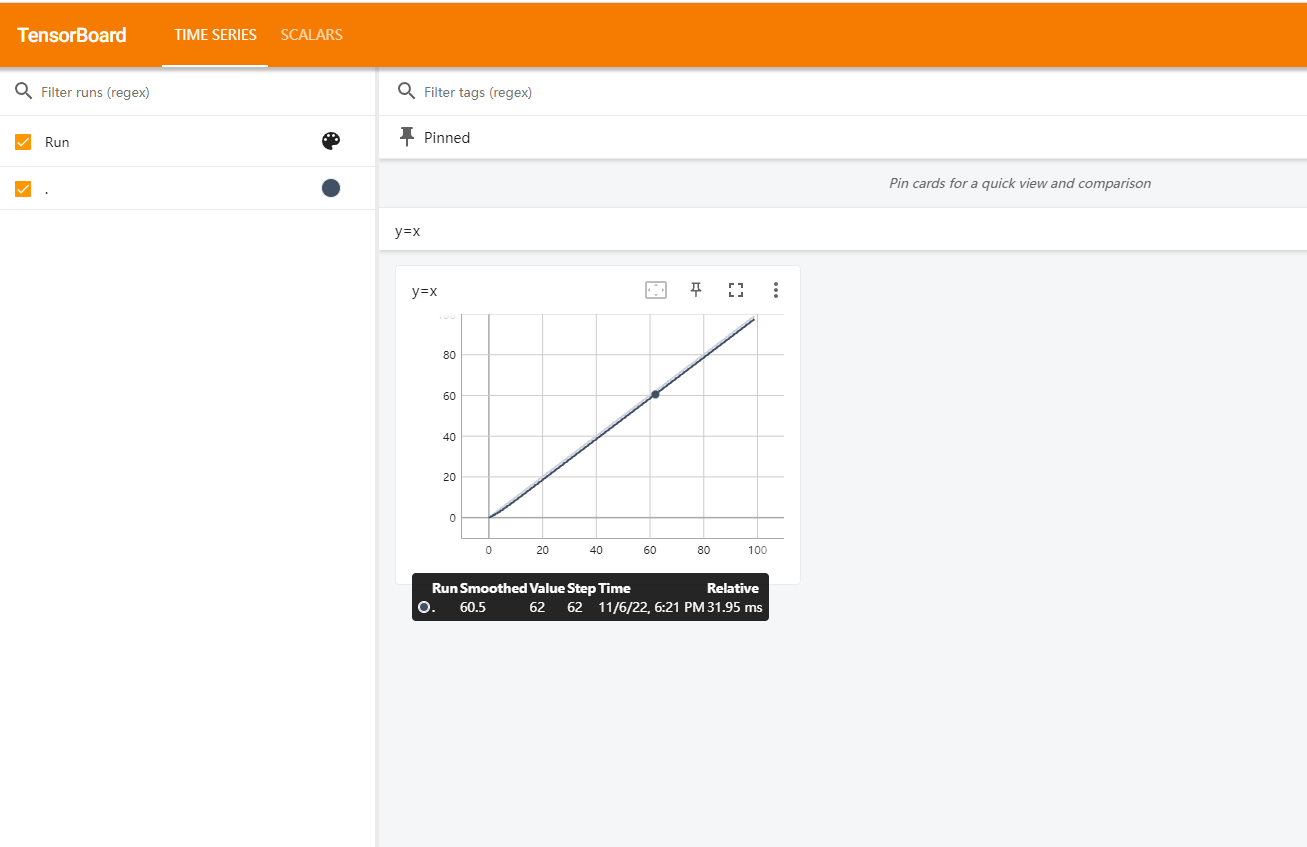 TensorBoard TIME SERIES SCALARS
Filter runs (regex)
Run
.
Filter tags (regex)
Pinned
Pin cards for a quick view and comparison
y=x
y=x
100
80
60
40
20
0
0 20 40 60 80 100
Run Smoothed Value Step Time Relative
. 60.5 62 62 11/6/22, 6:21 PM 31.95 ms